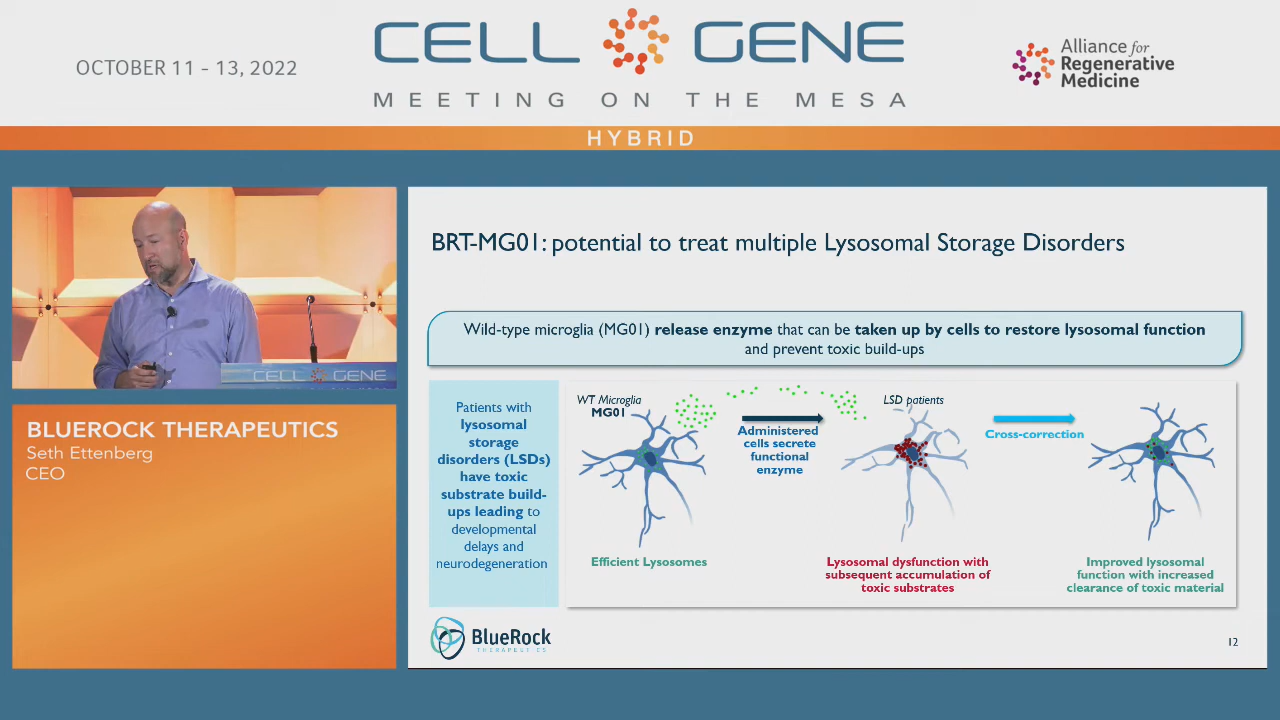 OCTOBER 11 - 13, 2022
CELL GENE
MEETING ON THE MESA
Alliance for
Regenerative
Medicine
HYBRID
CELL GENE
BLUEROCK THERAPEUTICS
Seth Ettenberg
CEO
BRT-MG01: potential to treat multiple Lysosomal Storage Disorders
Wild-type microglia (MG01) release enzyme that can be taken up by cells to restore lysosomal function
and prevent toxic build-ups
Patients with
lysosomal
storage
disorders (LSDs)
have toxic
substrate build-
ups leading to
developmental
delays and
neurodegeneration
WT Microglia
MG01
Efficient Lysosomes
Administered
cells secrete
functional
enzyme
LSD patients
Lysosomal dysfunction with
subsequent accumulation of
toxic substrates
Cross-correction
Improved lysosomal
function with increased
clearance of toxic material
BlueRock
THERAPEUTICS
12